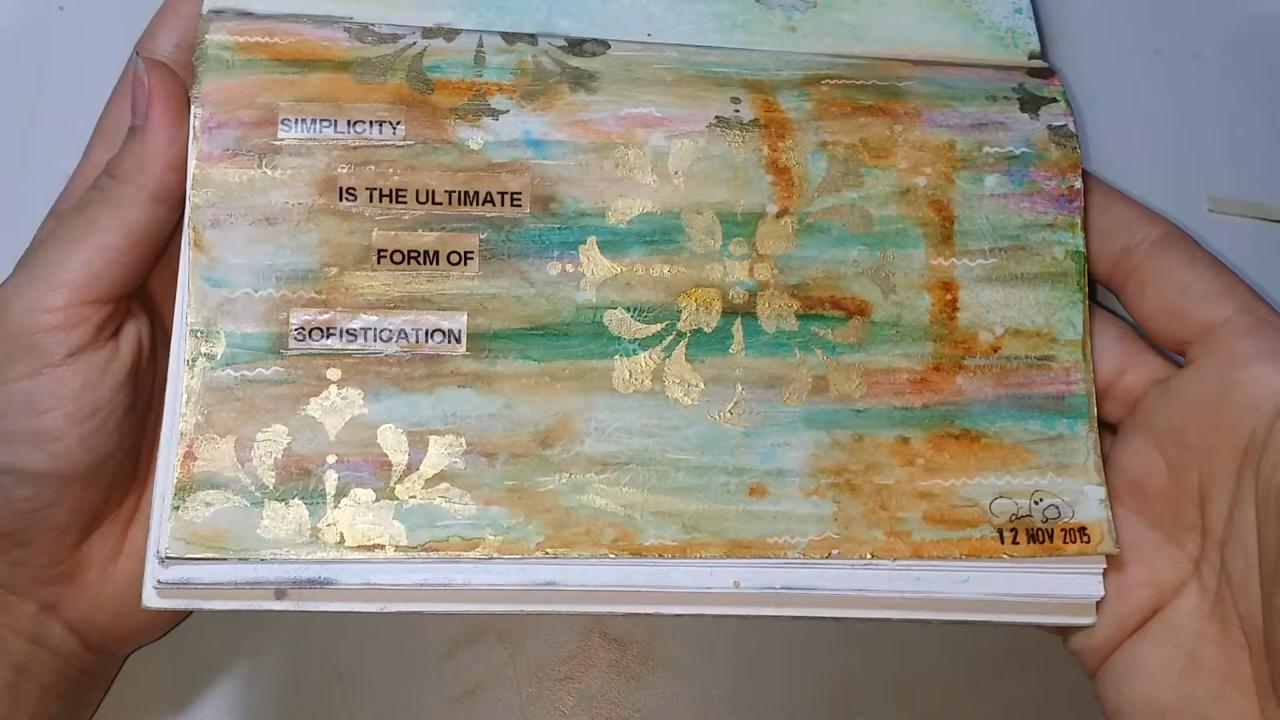 SIMPLICITY
IS THE ULTIMATE
FORM OF
SOFISTICATION
12 NOV 2015